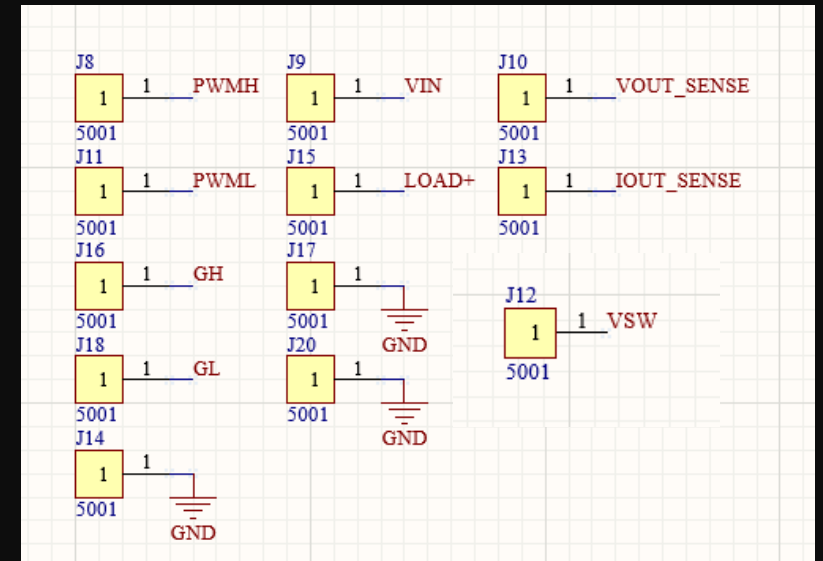 J8 J9 J10
1 1 PWMH 1 1 VIN 1 1 VOUT_SENSE
5001 5001 5001
J11 J15 J13
1 1 PWML 1 1 LOAD+ 1 1 IOUT_SENSE
5001 5001 5001
J16 J17
1 1 GH 1 1
J12
5001 5001
1 1 VSW
J18 J20 GND
1 1 GL 1 1
5001
5001 5001
J14 GND
1 1
5001
GND